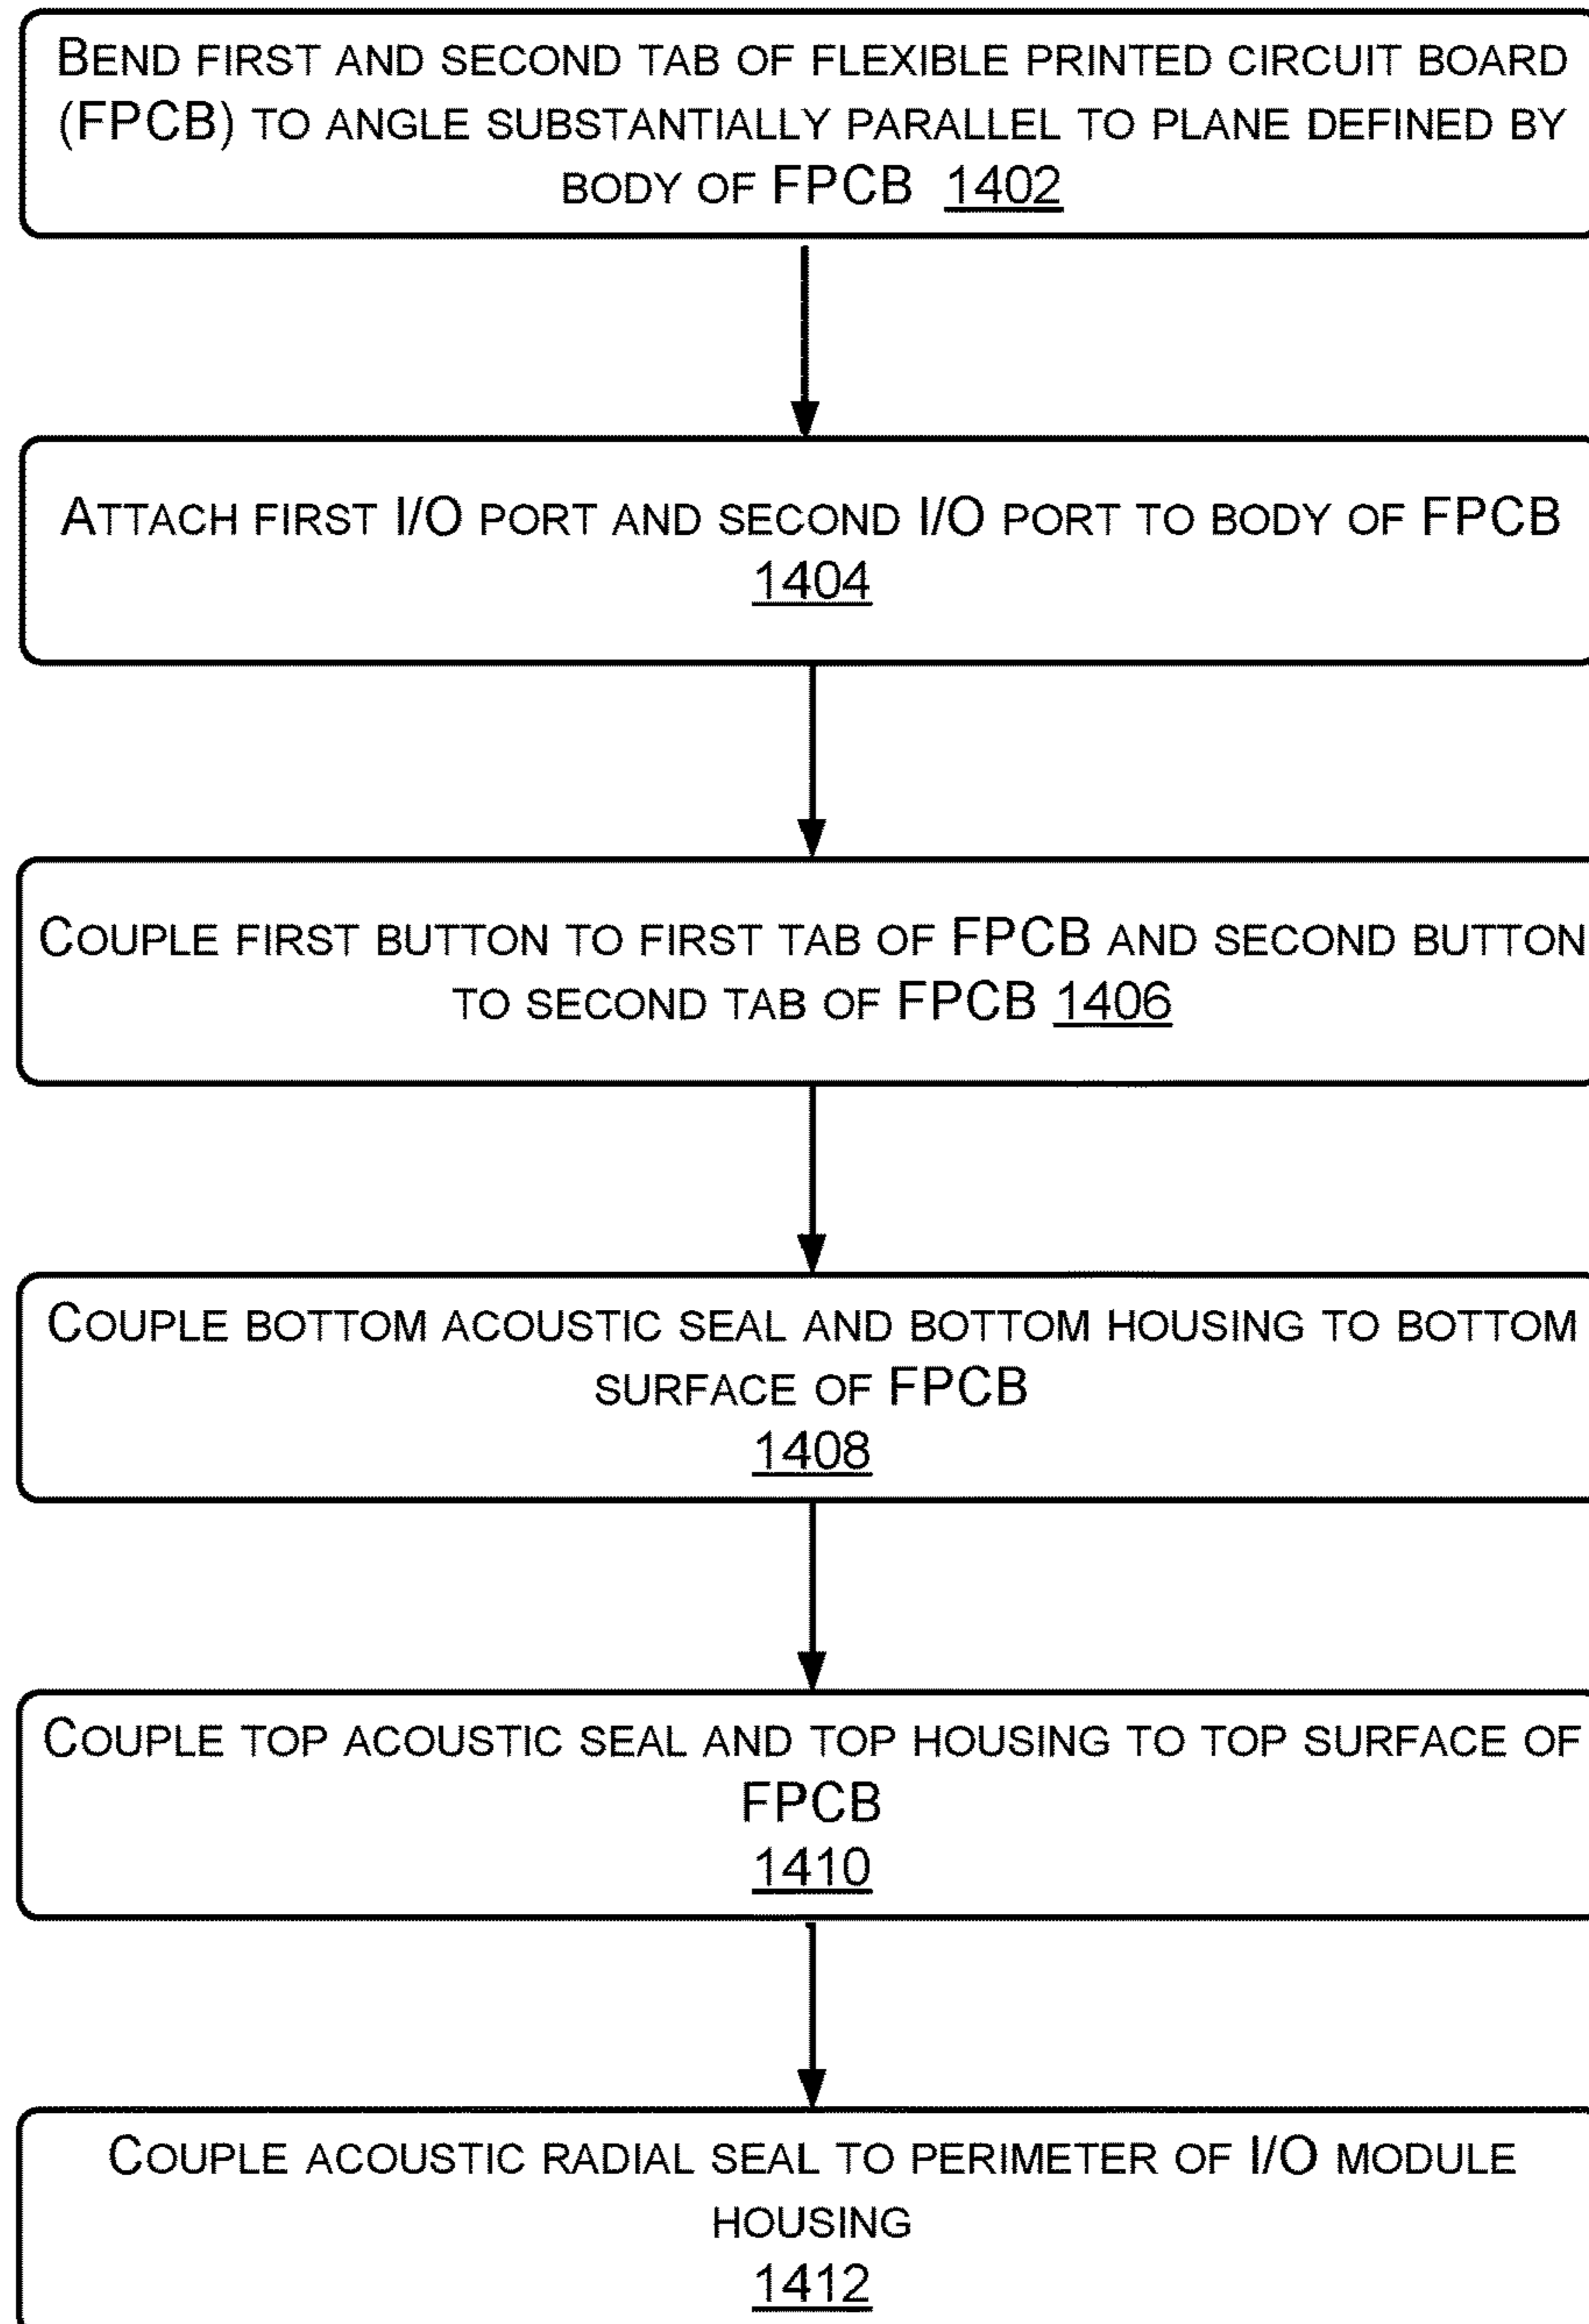 BEND FIRST AND SECOND TAB OF FLEXIBLE PRINTED CIRCUIT BOARD
(FPCB) TO ANGLE SUBSTANTIALLY PARALLEL TO PLANE DEFINED BY
BODY OF FPCB 1402
ATTACH FIRST I/O PORT AND SECOND I/O PORT TO BODY OF FPCB
1404
COUPLE FIRST BUTTON TO FIRST TAB OF FPCB AND SECOND BUTTON
TO SECOND TAB OF FPCB 1406
COUPLE BOTTOM ACOUSTIC SEAL AND BOTTOM HOUSING TO BOTTOM
SURFACE OF FPCB
1408
COUPLE TOP ACOUSTIC SEAL AND TOP HOUSING TO TOP SURFACE OF
FPCB
1410
COUPLE ACOUSTIC RADIAL SEAL TO PERIMETER OF I/O MODULE
HOUSING
1412